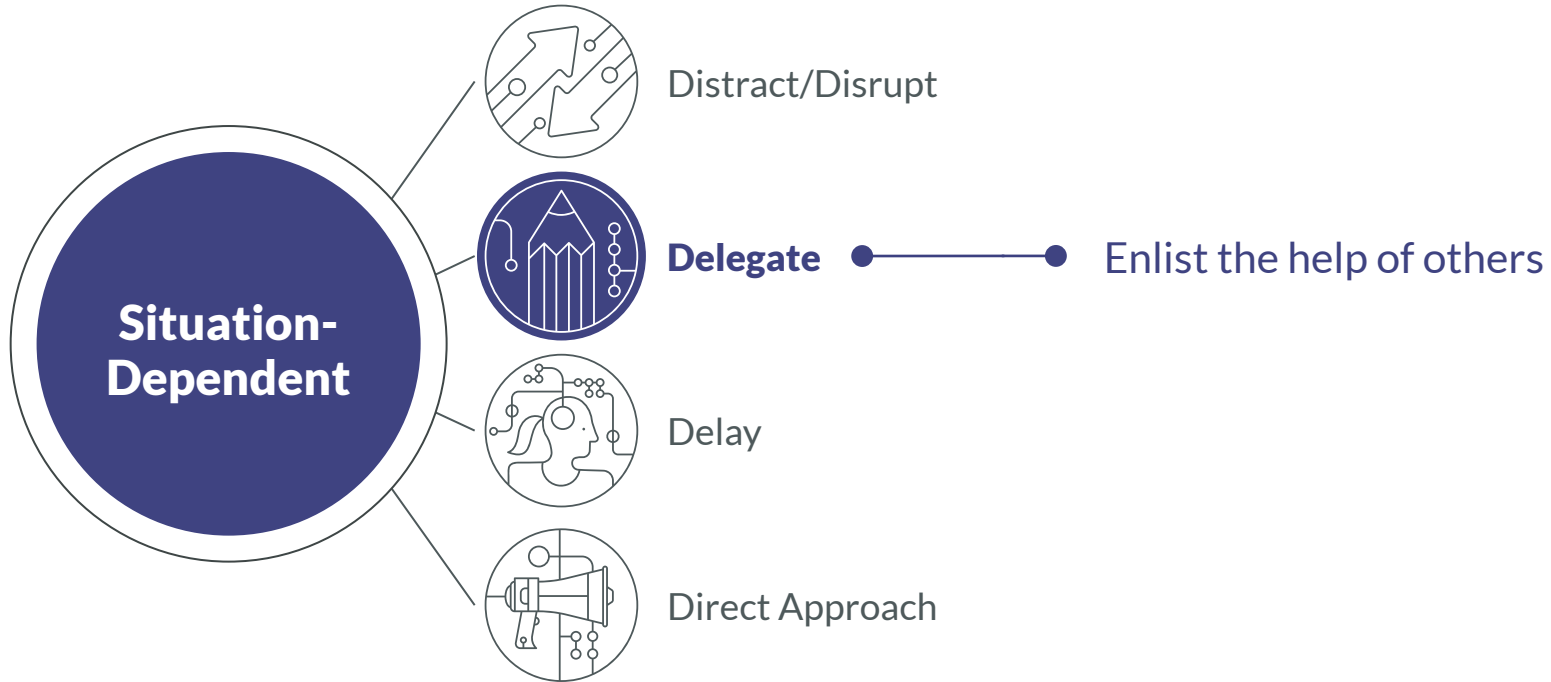 Situation-
Dependent
Distract/Disrupt
Delegate
Enlist the help of others
Delay
Direct Approach